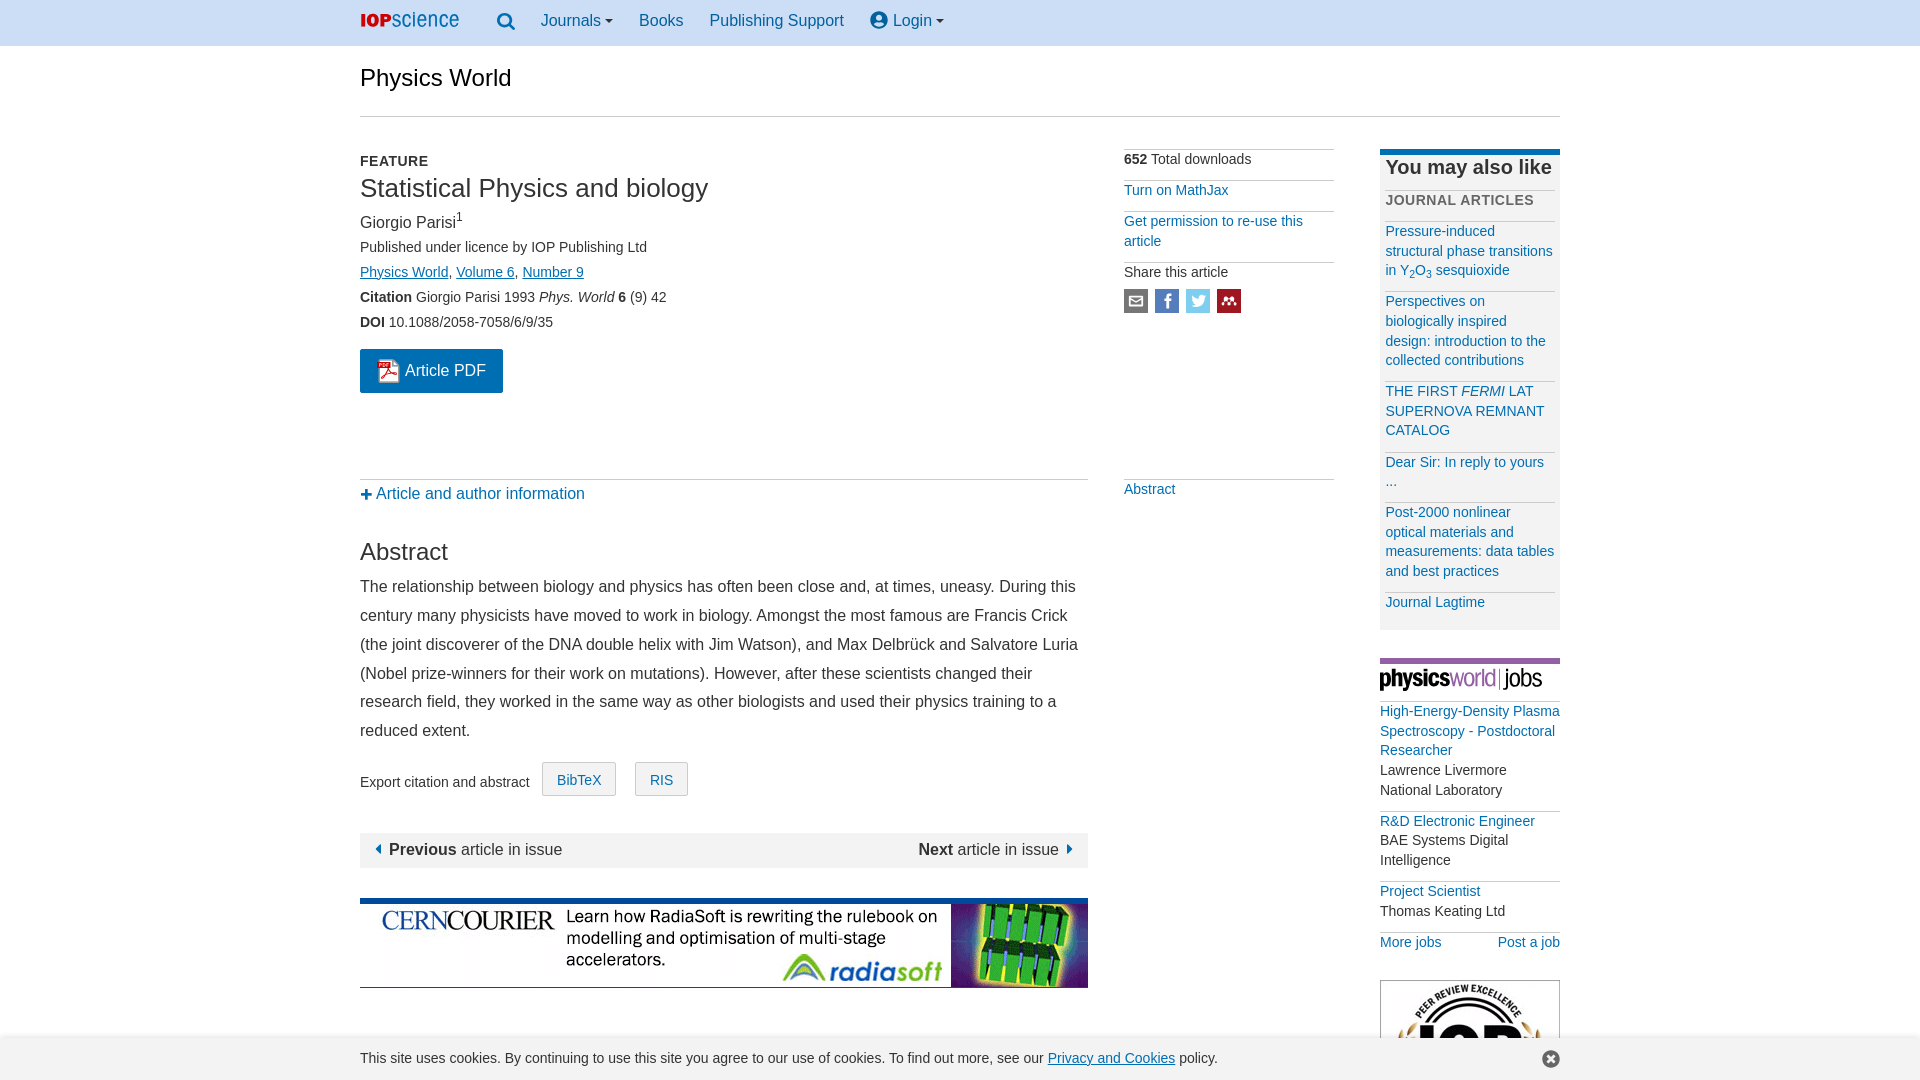 IOPscience
Journals
Books
Publishing Support
Login
Physics World
FEATURE
Statistical Physics and biology
Giorgio Parisi1
Published under licence by IOP Publishing Ltd
Physics World, Volume 6, Number 9
Citation Giorgio Parisi 1993 Phys. World 6 (9) 42
DOI 10.1088/2058-7058/6/9/35
Article PDF
Article and author information
Abstract
The relationship between biology and physics has often been close and, at times, uneasy. During this
century many physicists have moved to work in biology. Amongst the most famous are Francis Crick
(the joint discoverer of the DNA double helix with Jim Watson), and Max Delbrück and Salvatore Luria
(Nobel prize-winners for their work on mutations). However, after these scientists changed their
research field, they worked in the same way as other biologists and used their physics training to a
reduced extent.
Export citation and abstract
BibTeX
RIS
Previous article in issue
Next article in issue
CERNCOURIER
Learn how RadiaSoft is rewriting the rulebook on
modelling and optimisation of multi-stage
accelerators.
radiasoft
652 Total downloads
Turn on MathJax
Get permission to re-use this
article
Share this article
Abstract
You may also like
JOURNAL ARTICLES
Pressure-induced
structural phase transitions
in Y2O3 sesquioxide
Perspectives on
biologically inspired
design: introduction to the
collected contributions
THE FIRST FERMI LAT
SUPERNOVA REMNANT
CATALOG
Dear Sir: In reply to yours
...
Post-2000 nonlinear
optical materials and
measurements: data tables
and best practices
Journal Lagtime
physicsworld jobs
High-Energy-Density Plasma
Spectroscopy - Postdoctoral
Researcher
Lawrence Livermore
National Laboratory
R&D Electronic Engineer
BAE Systems Digital
Intelligence
Project Scientist
Thomas Keating Ltd
More jobs
Post a job
PEER REVIEW EXCELLENCE
IOP
This site uses cookies. By continuing to use this site you agree to our use of cookies. To find out more, see our Privacy and Cookies policy.